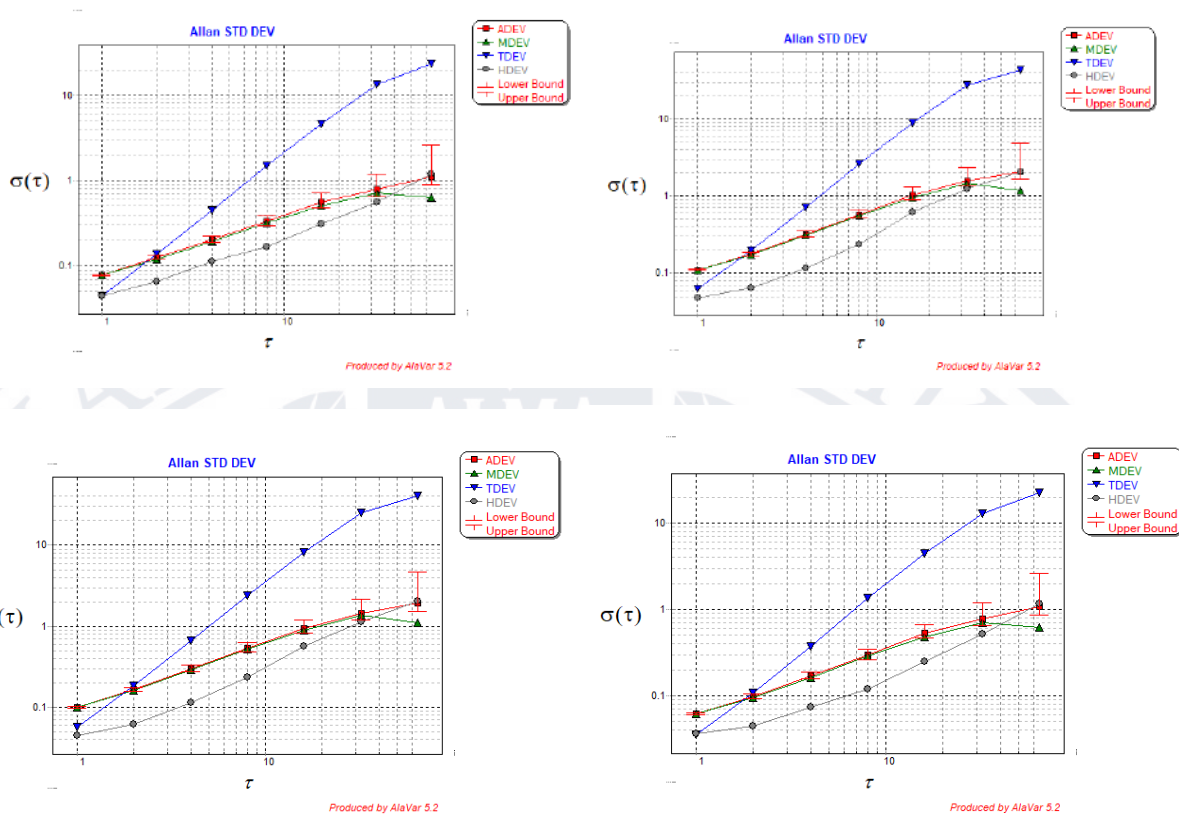 Allan STD DEV
ADEV
MDEV
TDEV
HDEV
Lower Bound
Upper Bound
10
1
0.1
σ(τ)
1
10
τ
Produced by AlaVar 5.2
Allan STD DEV
ADEV
MDEV
TDEV
HDEV
Lower Bound
Upper Bound
10
1
0.1
σ(τ)
1
10
τ
Produced by AlaVar 5.2
Allan STD DEV
ADEV
MDEV
TDEV
HDEV
Lower Bound
Upper Bound
10
1
0.1
(τ)
1
10
τ
Produced by AlaVar 5.2
Allan STD DEV
ADEV
MDEV
TDEV
HDEV
Lower Bound
Upper Bound
10
1
0.1
σ(τ)
1
10
τ
Produced by AlaVar 5.2